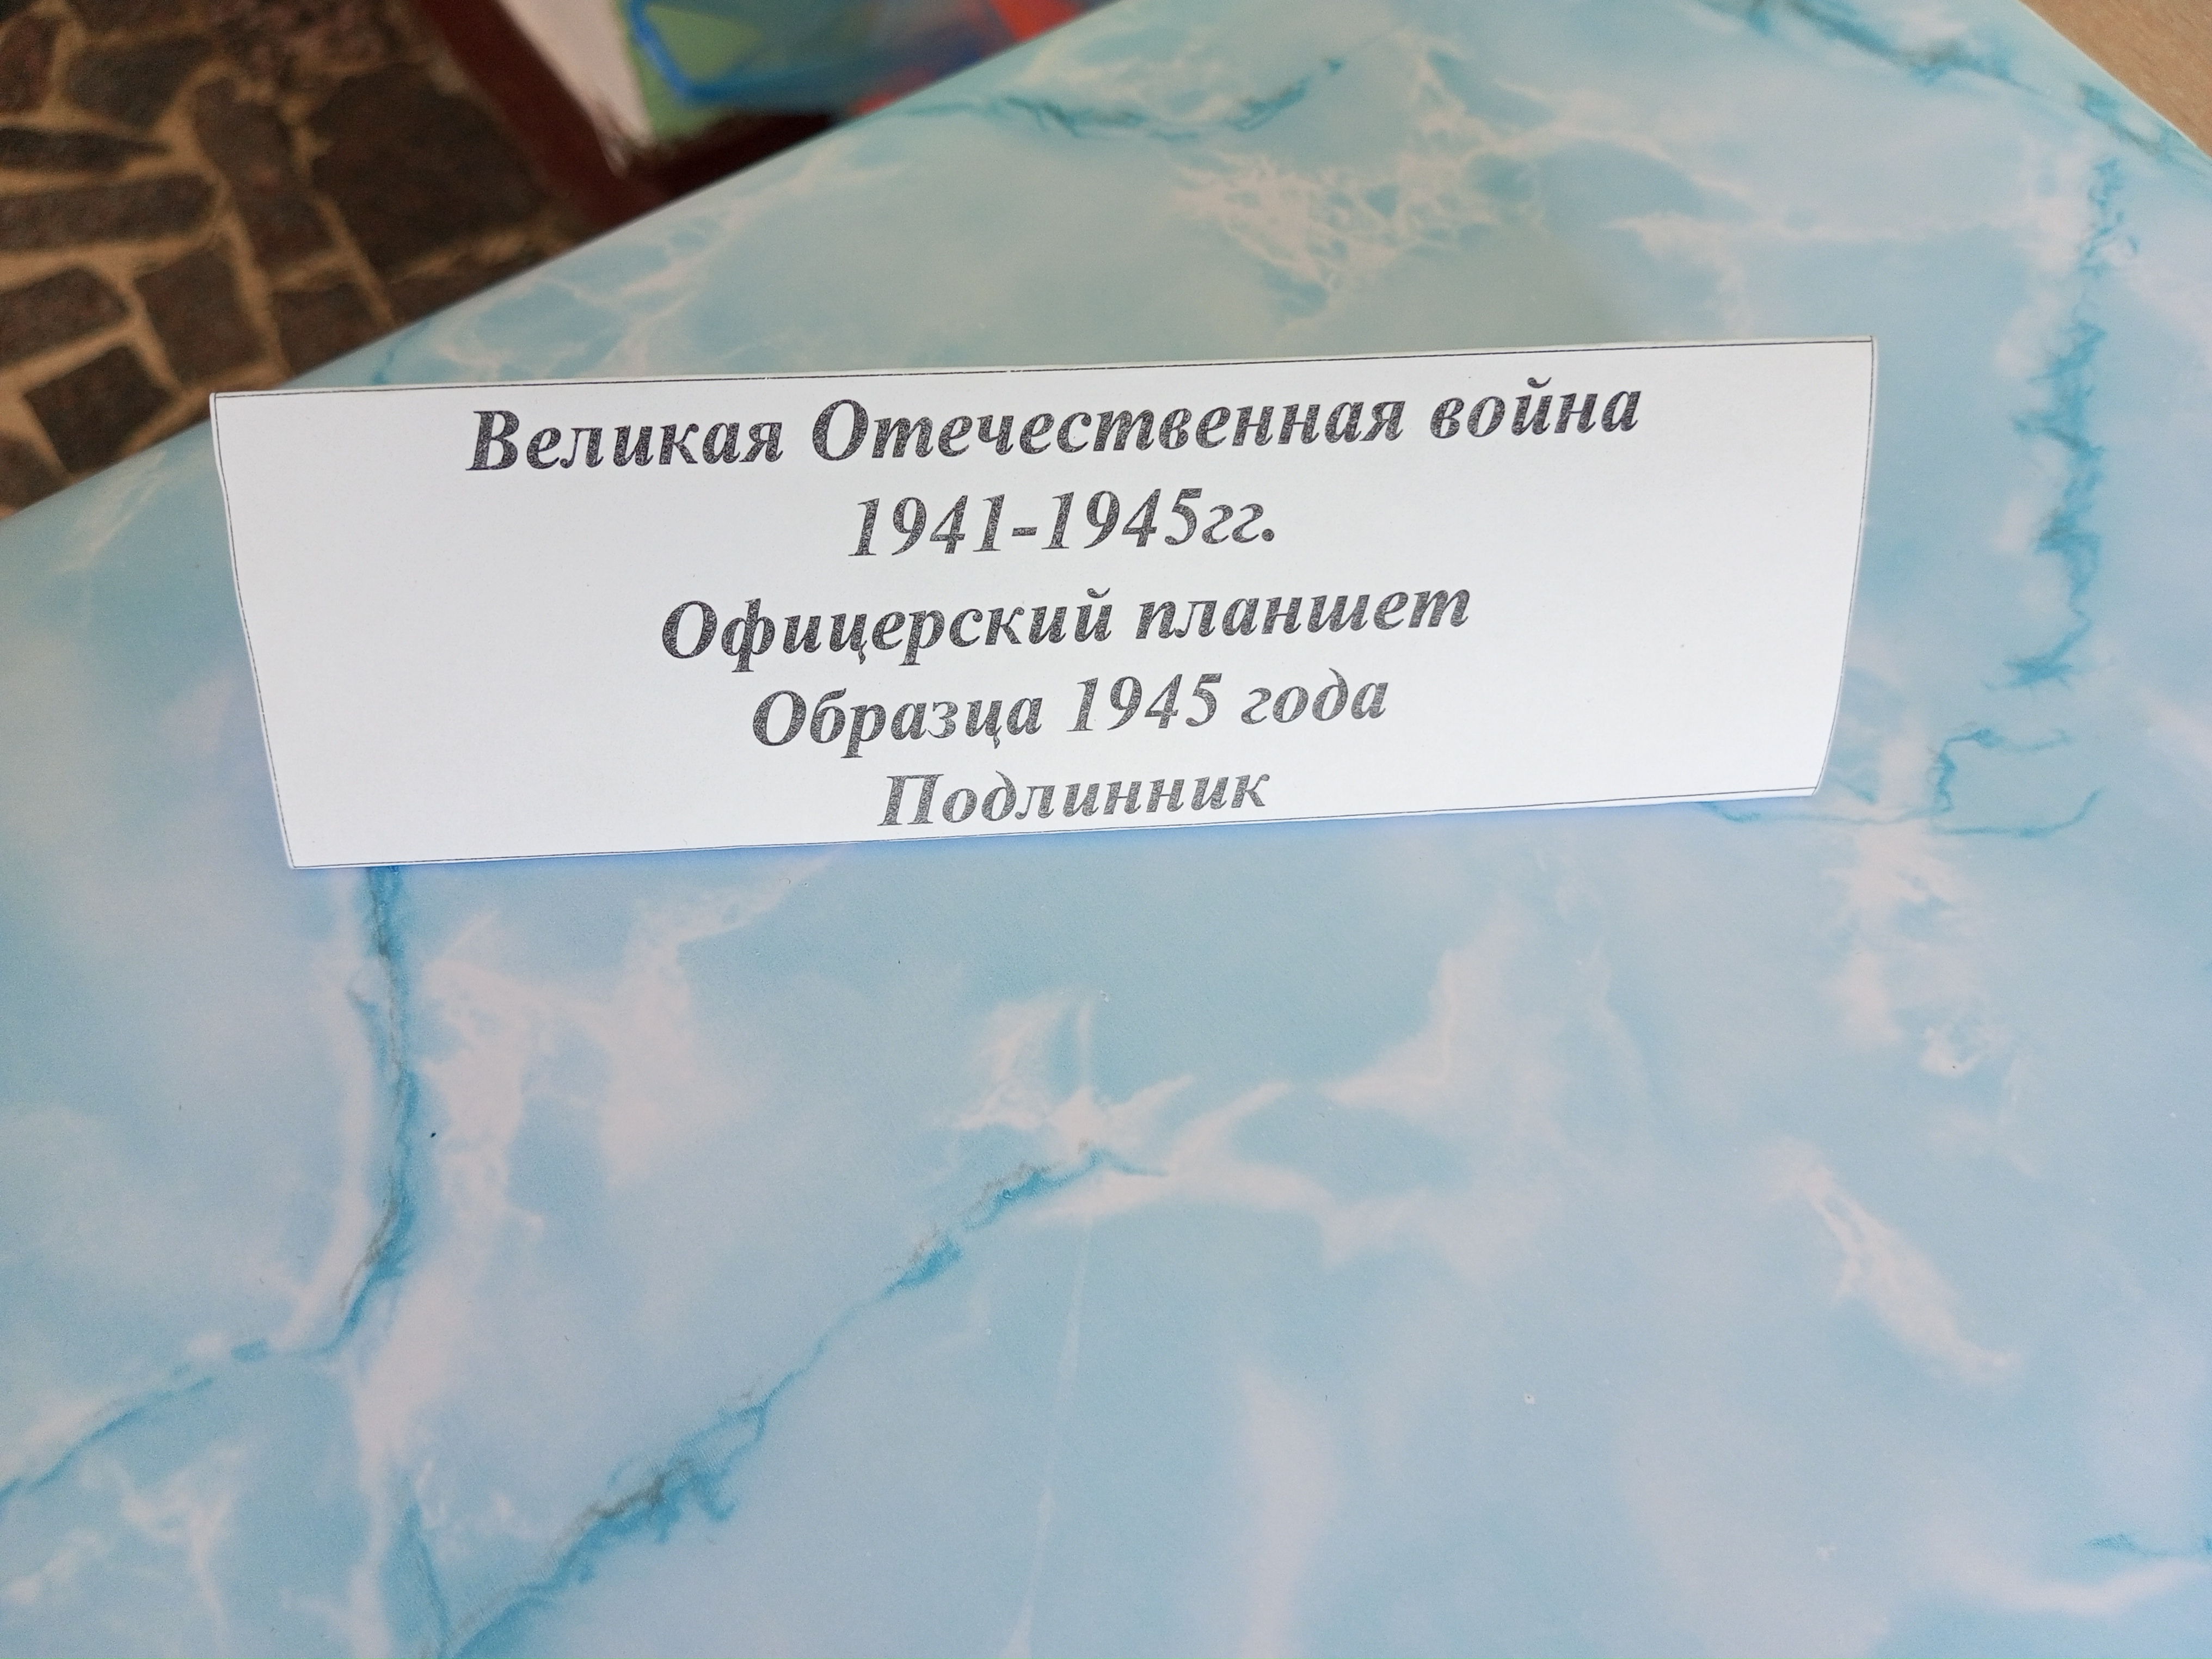 Великая Отечественная война
1941-1945гг.
Офицерский планшет
Образца 1945 года
Подлинник